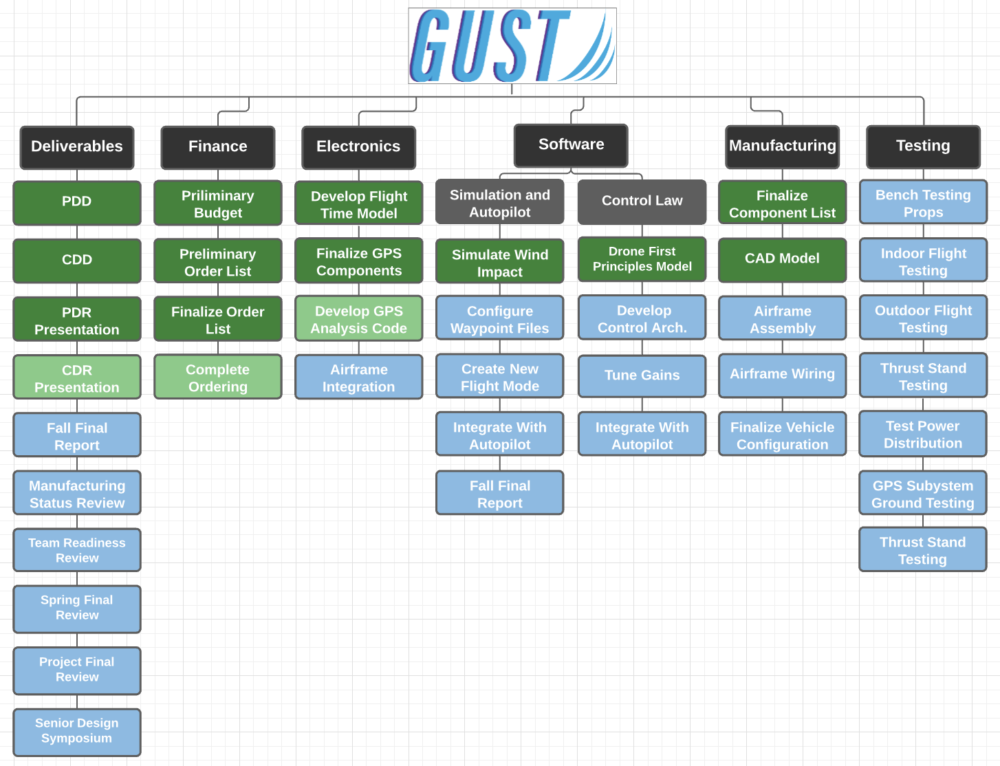 GUST
Deliverables
Finance
Electronics
Software
Manufacturing
Testing
PDD
CDD
PDR
Presentation
CDR
Presentation
Fall Final
Report
Manufacturing
Status Review
Team Readiness
Review
Spring Final
Review
Project Final
Review
Senior Design
Symposium
Priliminary
Budget
Preliminary
Order List
Finalize Order
List
Complete
Ordering
Develop Flight
Time Model
Finalize GPS
Components
Develop GPS
Analysis Code
Airframe
Integration
Simulation and
Autopilot
Simulate Wind
Impact
Configure
Waypoint Files
Create New
Flight Mode
Integrate With
Autopilot
Fall Final
Report
Control Law
Drone First
Principles Model
Develop
Control Arch.
Tune Gains
Integrate With
Autopilot
Finalize
Component List
CAD Model
Airframe
Assembly
Airframe Wiring
Finalize Vehicle
Configuration
Bench Testing
Props
Indoor Flight
Testing
Outdoor Flight
Testing
Thrust Stand
Testing
Test Power
Distribution
GPS Subystem
Ground Testing
Thrust Stand
Testing